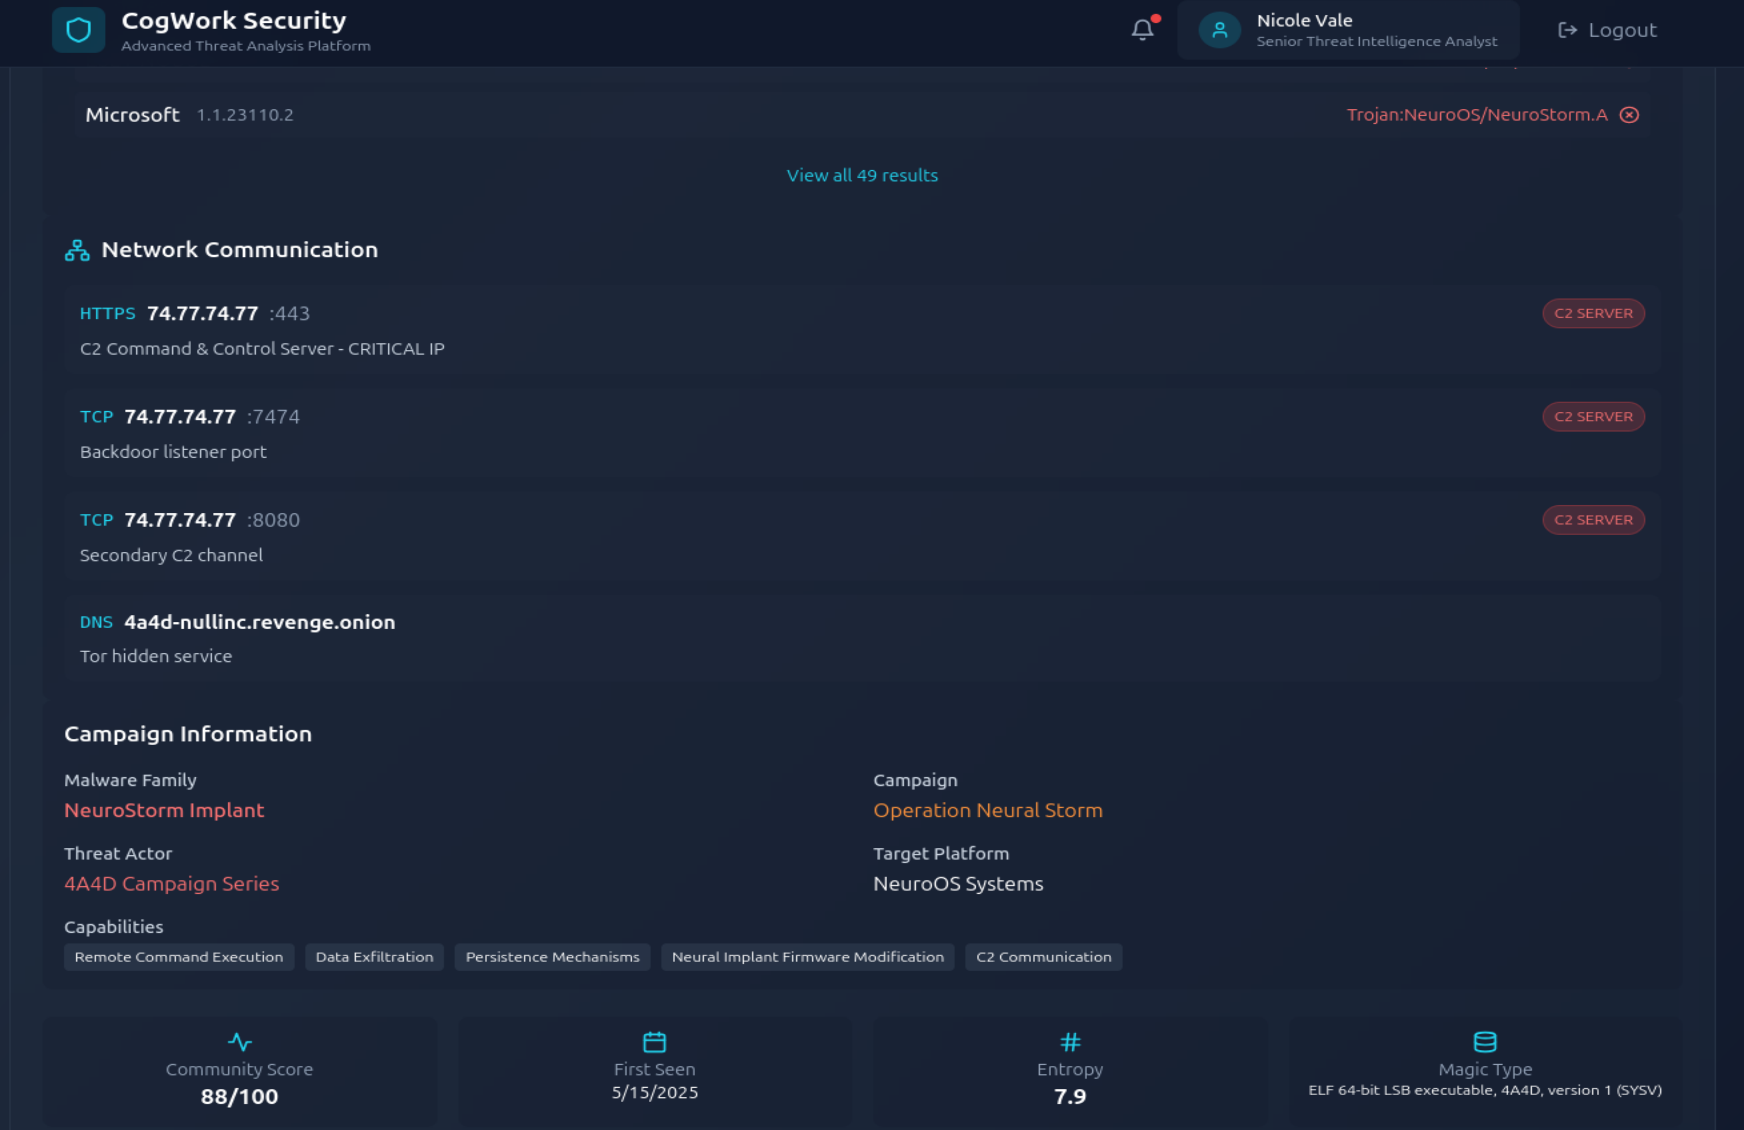 CogWork Security
Advanced Threat Analysis Platform
Nicole Vale
Senior Threat Intelligence Analyst
Logout
Microsoft 1.1.23110.2 Trojan:NeuroOS/NeuroStorm.A
View all 49 results
Network Communication
HTTPS 74.77.74.77 :443 C2 SERVER
C2 Command & Control Server - CRITICAL IP
TCP 74.77.74.77 :7474 C2 SERVER
Backdoor listener port
TCP 74.77.74.77 :8080 C2 SERVER
Secondary C2 channel
DNS 4a4d-nullinc.revenge.onion
Tor hidden service
Campaign Information
Malware Family
NeuroStorm Implant
Campaign
Operation Neural Storm
Threat Actor
4A4D Campaign Series
Target Platform
NeuroOS Systems
Capabilities
Remote Command Execution Data Exfiltration Persistence Mechanisms Neural Implant Firmware Modification C2 Communication
Community Score
88/100
First Seen
5/15/2025
Entropy
7.9
Magic Type
ELF 64-bit LSB executable, 4A4D, version 1 (SYSV)